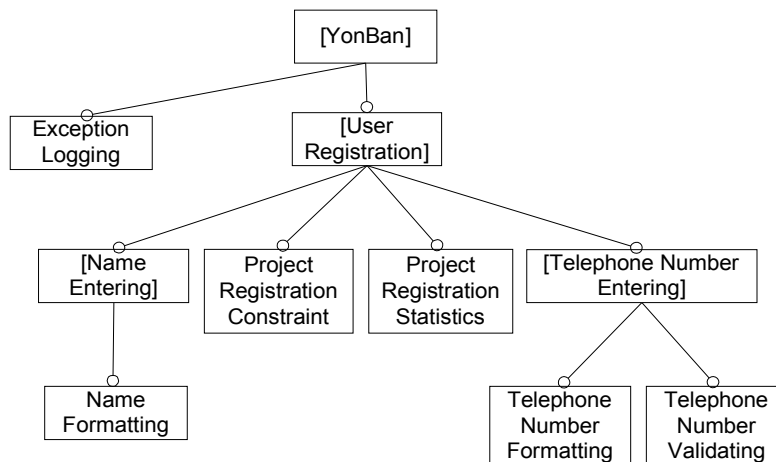 [YonBan]
Exception
Logging
[User
Registration]
[Name
Entering]
Project
Registration
Constraint
Project
Registration
Statistics
[Telephone Number
Entering]
Name
Formatting
Telephone
Number
Formatting
Telephone
Number
Validating